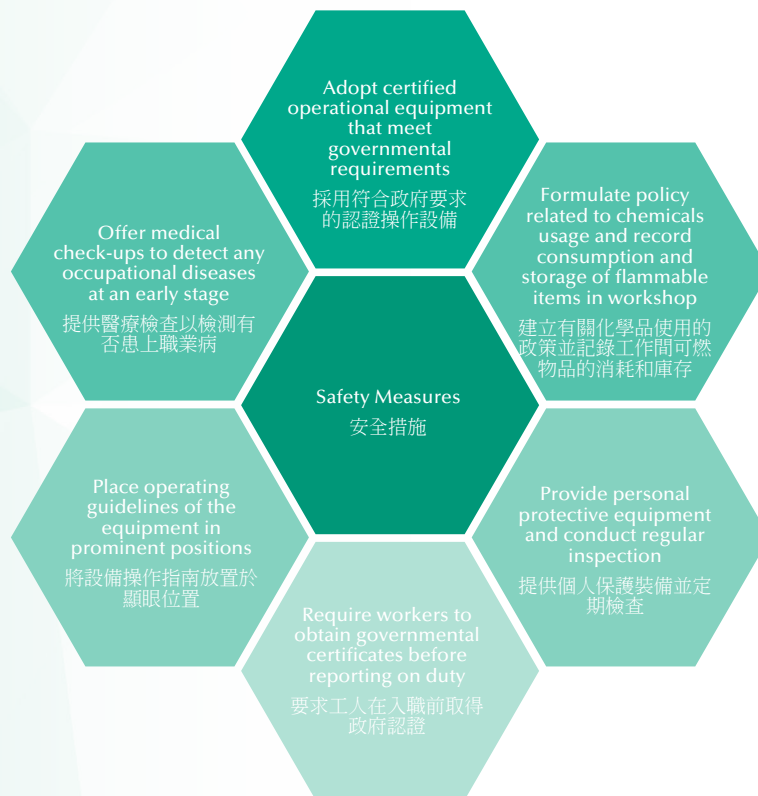 Adopt certified
operational equipment
that meet
governmental
requirements
採用符合政府要求
的認證操作設備
Formulate policy
related to chemicals
usage and record
consumption and
storage of flammable
items in workshop
建立有關化學品使用的
政策並記錄工作間可燃
物品的消耗和庫存
Offer medical
check-ups to detect any
occupational diseases
at an early stage
提供醫療檢查以檢測有
否患上職業病
Safety Measures
安全措施
Place operating
guidelines of the
equipment in
prominent positions
將設備操作指南放置於
顯眼位置
Provide personal
protective equipment
and conduct regular
inspection
提供個人保護裝備並定
期檢查
Require workers to
obtain governmental
certificates before
reporting on duty
要求工人在入職前取得
政府認證